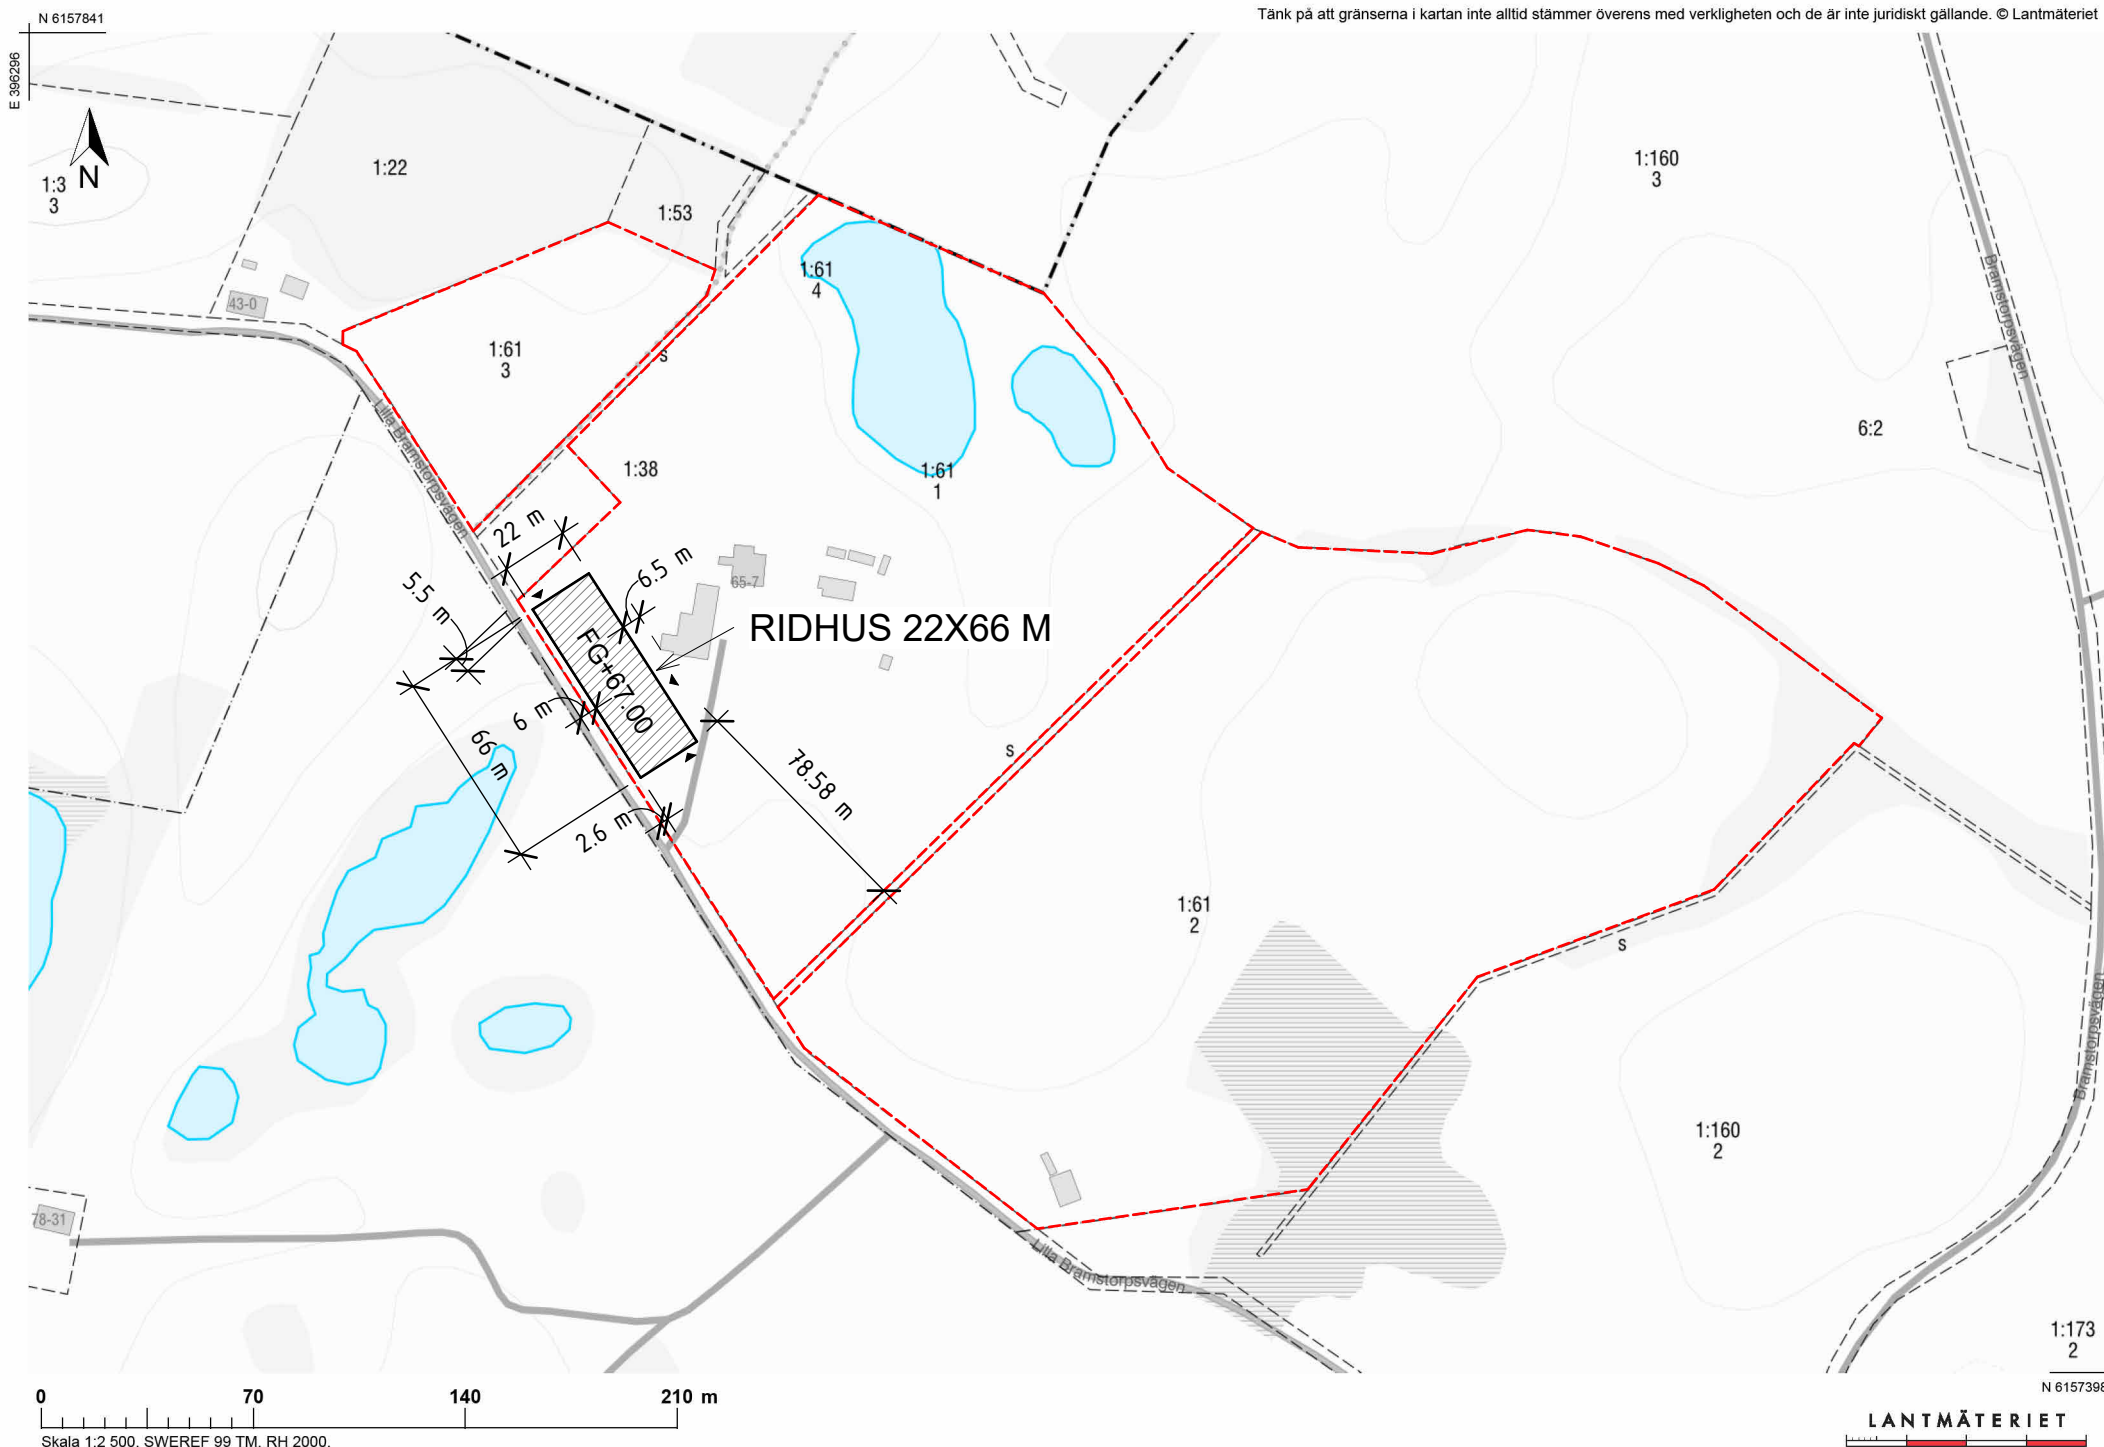 N 6157841
Tänk på att gränserna i kartan inte alltid stämmer överens med verkligheten och de är inte juridiskt gällande. © Lantmäteriet
E 396296
N
1:3
3
1:22
1:53
1:160
3
43-0
1:61
4
1:61
3
s
Bramstorpsvägen
6:2
Lilla Bramstorpsvägen
1:38
1:61
1
22 m
5.5 m
6.5 m
65-7
RIDHUS 22X66 M
FG+67.00
6 m
66 m
2.6 m
78.58 m
s
1:61
2
s
Bramstorpsvägen
1:160
2
78-31
Lilla Bramstorpsvägen
1:173
2
N 6157398
0 70 140 210 m
Skala 1:2 500, SWEREF 99 TM, RH 2000.
LANTMÄTERIET